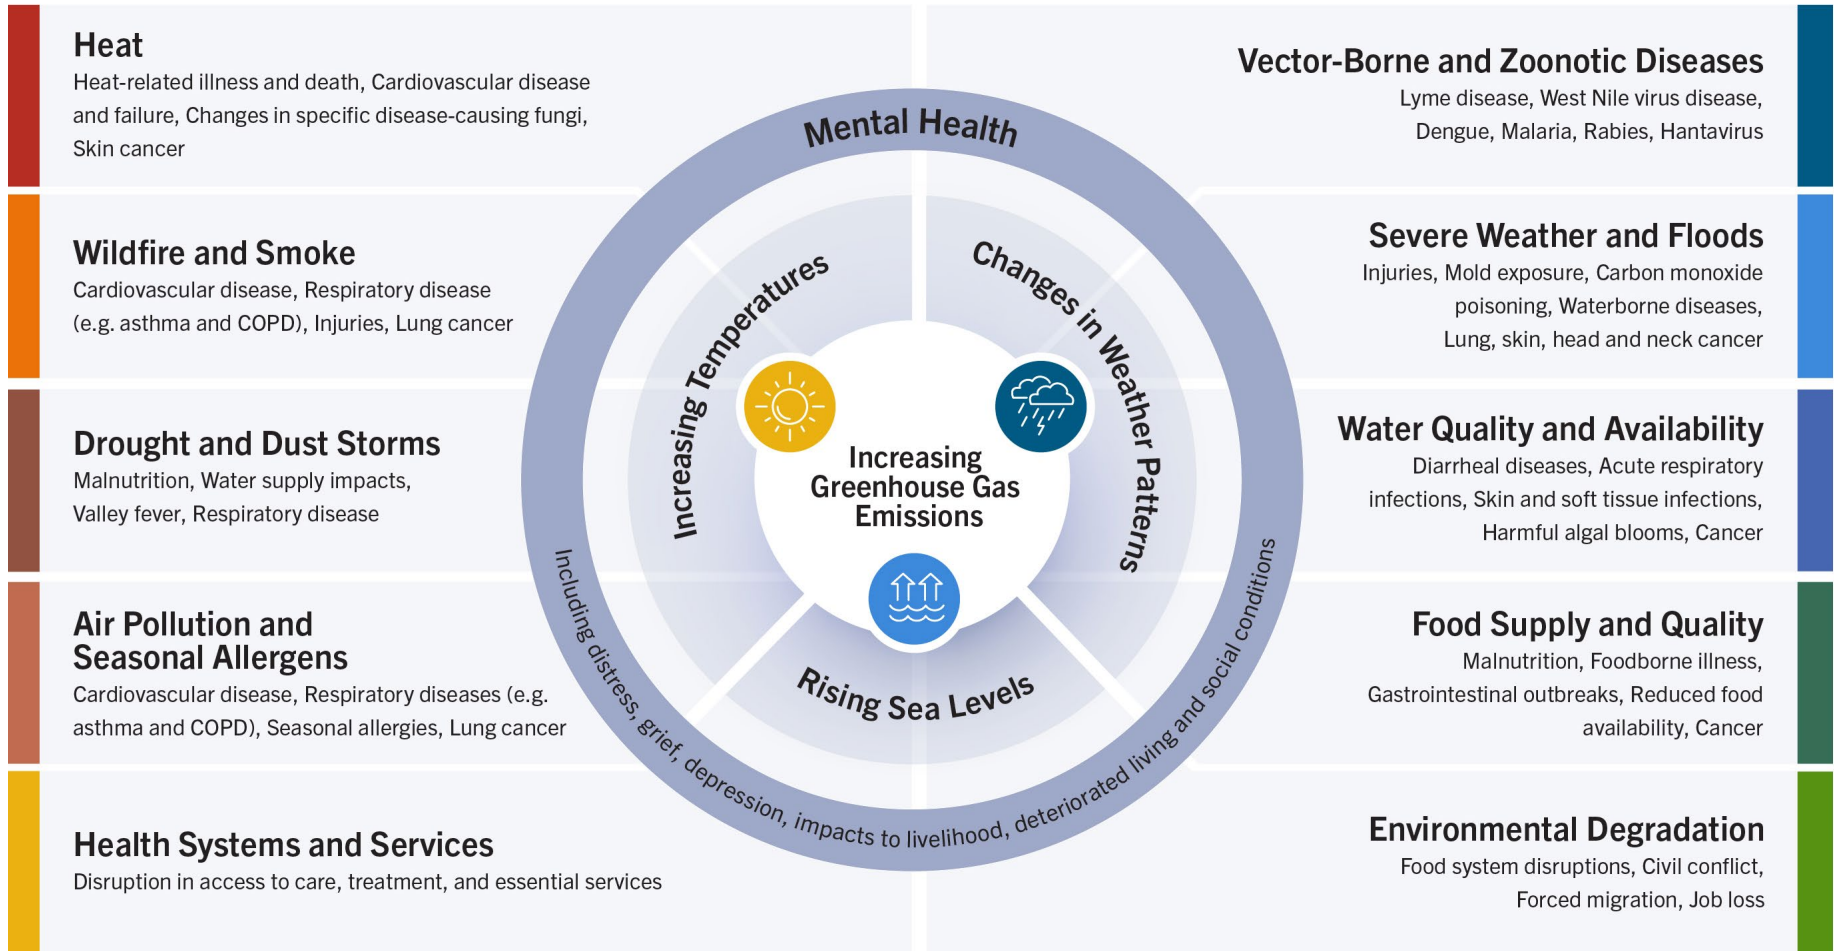 Heat
Heat-related illness and death, Cardiovascular disease
and failure, Changes in specific disease-causing fungi,
Skin cancer
Wildfire and Smoke
Cardiovascular disease, Respiratory disease
(e.g. asthma and COPD), Injuries, Lung cancer
Drought and Dust Storms
Malnutrition, Water supply impacts,
Valley fever, Respiratory disease
Air Pollution and
Seasonal Allergens
Cardiovascular disease, Respiratory diseases (e.g.
asthma and COPD), Seasonal allergies, Lung cancer
Health Systems and Services
Disruption in access to care, treatment, and essential services
Mental Health
Increasing Temperatures
Changes in Weather Patterns
Increasing
Greenhouse Gas
Emissions
Rising Sea Levels
Including distress, grief, depression, impacts to livelihood, deteriorated living and social conditions
Vector-Borne and Zoonotic Diseases
Lyme disease, West Nile virus disease,
Dengue, Malaria, Rabies, Hantavirus
Severe Weather and Floods
Injuries, Mold exposure, Carbon monoxide
poisoning, Waterborne diseases,
Lung, skin, head and neck cancer
Water Quality and Availability
Diarrheal diseases, Acute respiratory
infections, Skin and soft tissue infections,
Harmful algal blooms, Cancer
Food Supply and Quality
Malnutrition, Foodborne illness,
Gastrointestinal outbreaks, Reduced food
availability, Cancer
Environmental Degradation
Food system disruptions, Civil conflict,
Forced migration, Job loss